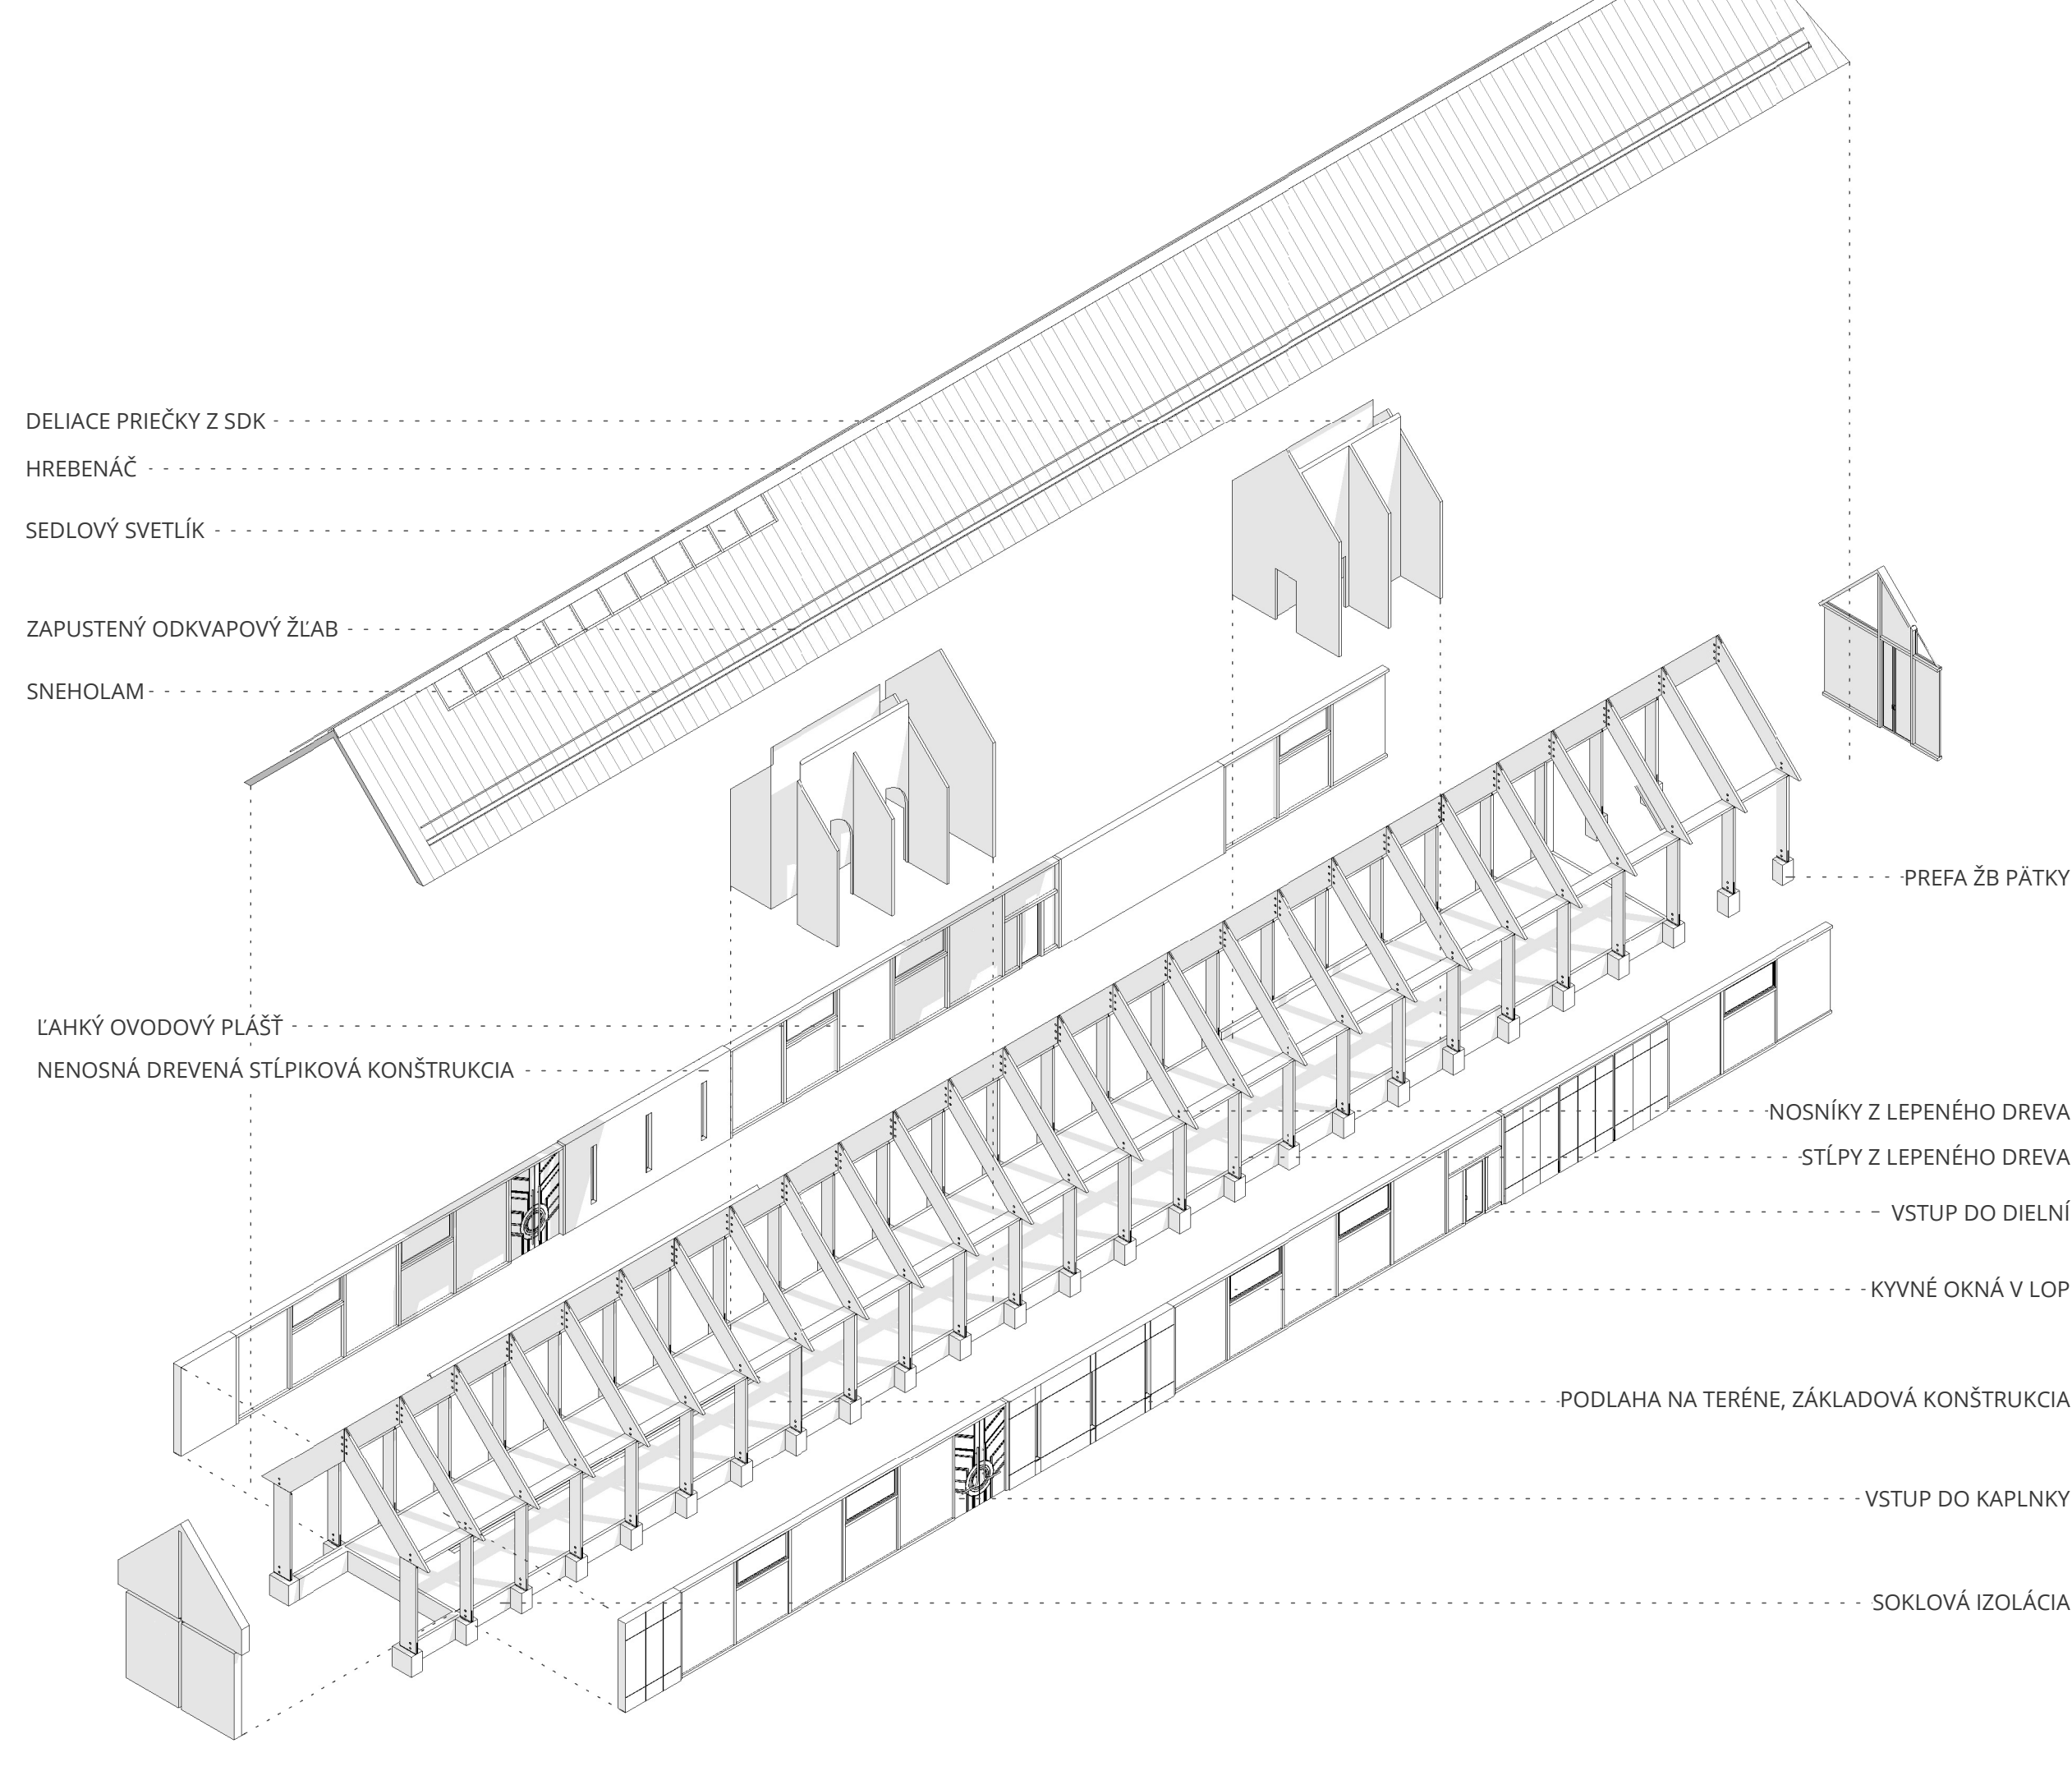 DELIACE PRIEČKY Z SDK
HREBENÁČ
SEDLOVÝ SVETLÍK
ZAPUSTENÝ ODKVAPOVÝ ŽĽAB
SNEHOLAM
PREFA ŽB PÄTKY
ĽAHKÝ OVODOVÝ PLÁŠŤ
NENOSNÁ DREVENÁ STĹPIKOVÁ KONŠTRUKCIA
NOSNÍKY Z LEPENÉHO DREVA
STĹPY Z LEPENÉHO DREVA
VSTUP DO DIELNÍ
KYVNÉ OKNÁ V LOP
PODLAHA NA TERÉNE, ZÁKLADOVÁ KONŠTRUKCIA
VSTUP DO KAPLNKY
SOKLOVÁ IZOLÁCIA